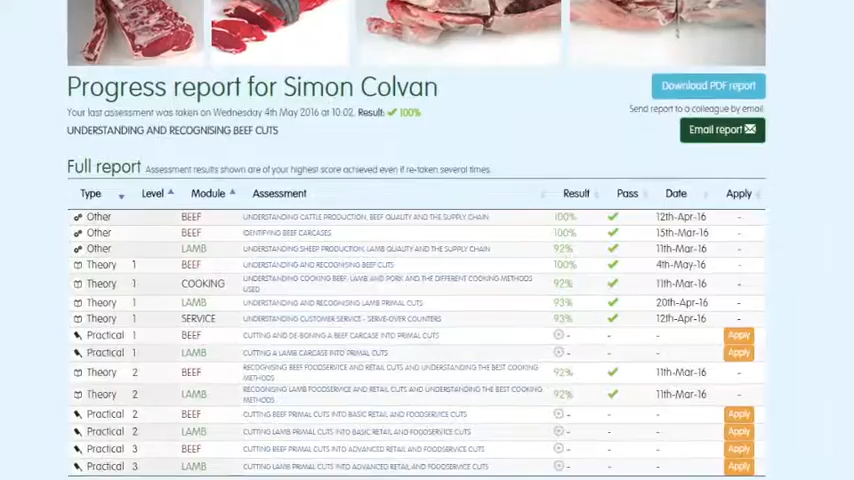 Progress report for Simon Colvan
Download PDF report
Your last assessment was taken on Wednesday 4th May 2016 at 10:02. Result: ✔ 100%
Send report to a colleague by email
UNDERSTANDING AND RECOGNISING BEEF CUTS
Email report
Full report Assessment results shown are of your highest score achieved even if re-taken several times.
Type Level Module Assessment Result Pass Date Apply
Other BEEF UNDERSTANDING CATTLE PRODUCTION, BEEF QUALITY AND THE SUPPLY CHAIN 100% ✔ 12th-Apr-16 -
Other BEEF IDENTIFYING BEEF CARCASES 100% ✔ 15th-Mar-16 -
Other LAMB UNDERSTANDING SHEEP PRODUCTION, LAMB QUALITY AND THE SUPPLY CHAIN 92% ✔ 11th-Mar-16 -
Theory 1 BEEF UNDERSTANDING AND RECOGNISING BEEF CUTS 100% ✔ 4th-May-16 -
Theory 1 COOKING UNDERSTANDING COOKING BEEF, LAMB AND PORK AND THE DIFFERENT COOKING METHODS 92% ✔ 11th-Mar-16 -
USED
Theory 1 LAMB UNDERSTANDING AND RECOGNISING LAMB PRIMAL CUTS 93% ✔ 20th-Apr-16 -
Theory 1 SERVICE UNDERSTANDING CUSTOMER SERVICE - SERVE-OVER COUNTERS 93% ✔ 12th-Apr-16 -
Practical 1 BEEF CUTTING AND DE-BONING A BEEF CARCASE INTO PRIMAL CUTS - - - Apply
Practical 1 LAMB CUTTING A LAMB CARCASE INTO PRIMAL CUTS - - - Apply
Theory 2 BEEF RECOGNISING BEEF FOODSERVICE AND RETAIL CUTS AND UNDERSTANDING THE BEST COOKING 92% ✔ 11th-Mar-16 -
METHODS
Theory 2 LAMB RECOGNISING LAMB FOODSERVICE AND RETAIL CUTS AND UNDERSTANDING THE BEST COOKING 92% ✔ 11th-Mar-16 -
METHODS
Practical 2 BEEF CUTTING BEEF PRIMAL CUTS INTO BASIC RETAIL AND FOODSERVICE CUTS - - - Apply
Practical 2 LAMB CUTTING LAMB PRIMAL CUTS INTO BASIC RETAIL AND FOODSERVICE CUTS - - - Apply
Practical 3 BEEF CUTTING BEEF PRIMAL CUTS INTO ADVANCED RETAIL AND FOODSERVICE CUTS - - - Apply
Practical 3 LAMB CUTTING LAMB PRIMAL CUTS INTO ADVANCED RETAIL AND FOODSERVICE CUTS - - - Apply